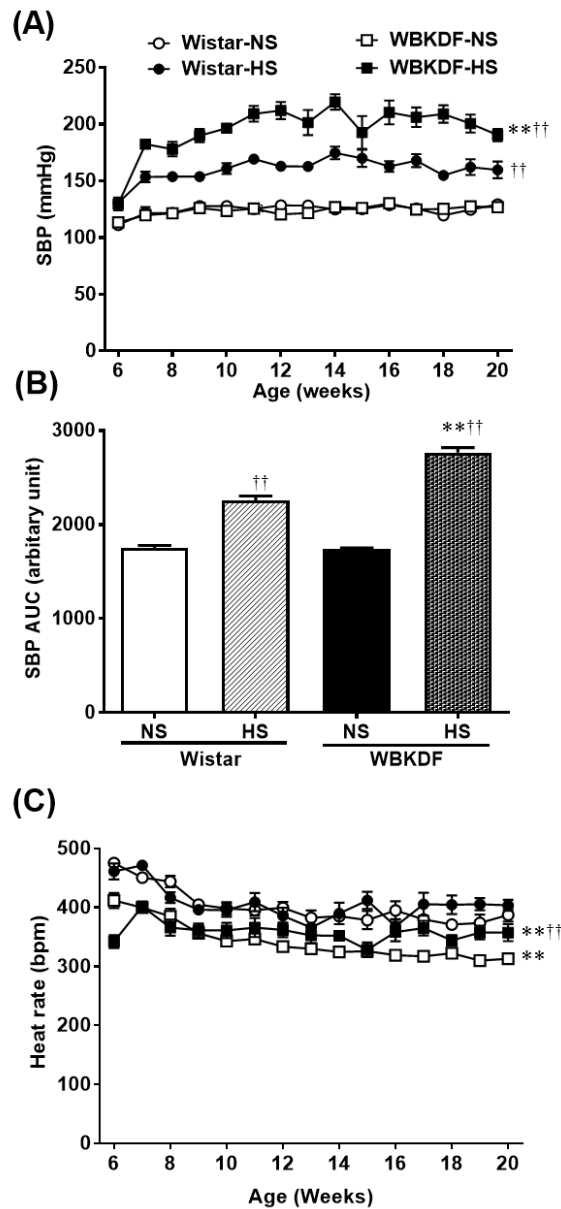 (A)
Wistar-NS WBKDF-NS
Wistar-HS WBKDF-HS
250
200
150
100
50
0
SBP (mmHg)
**††
††
6 8 10 12 14 16 18 20
Age (weeks)
(B)
3000
2000
1000
0
SBP AUC (arbitary unit)
††
**††
NS HS NS HS
Wistar WBKDF
(C)
500
400
300
200
100
0
Heat rate (bpm)
**††
**
6 8 10 12 14 16 18 20
Age (Weeks)